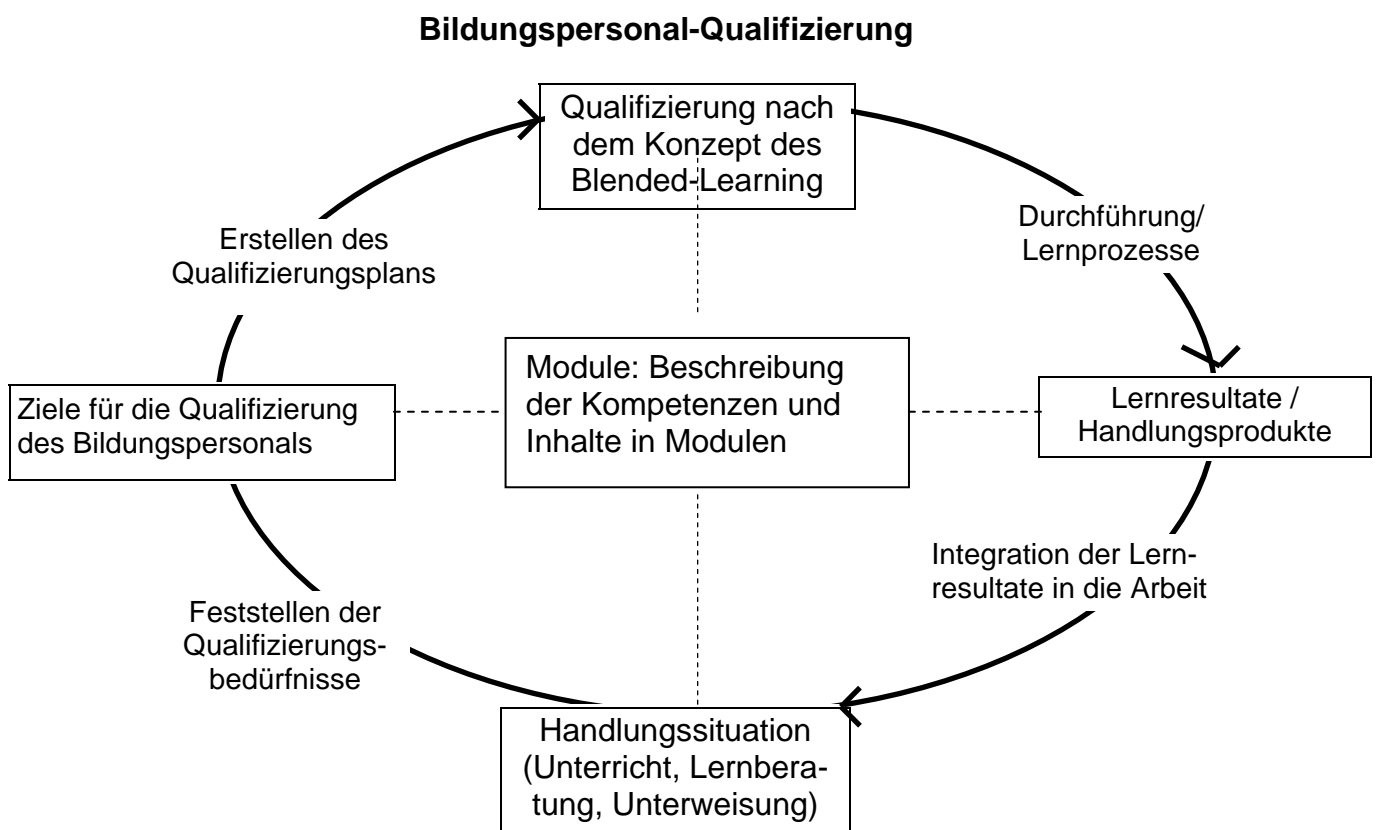 Bildungspersonal-Qualifizierung
Qualifizierung nach
dem Konzept des
Blended-Learning
Durchführung/
Lernprozesse
Erstellen des
Qualifizierungsplans
Module: Beschreibung
der Kompetenzen und
Inhalte in Modulen
Ziele für die Qualifizierung
des Bildungspersonals
Lernresultate /
Handlungsprodukte
Integration der Lern-
resultate in die Arbeit
Feststellen der
Qualifizierungs-
bedürfnisse
Handlungssituation
(Unterricht, Lernbera-
tung, Unterweisung)